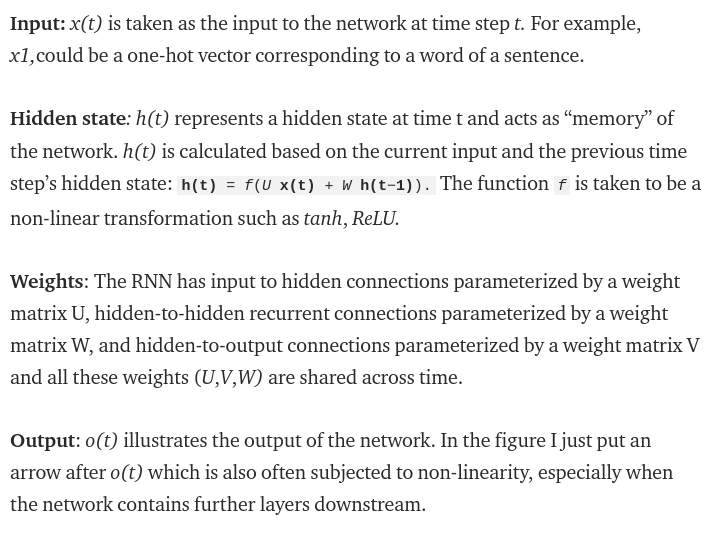 Input: x(t) is taken as the input to the network at time step t. For example,
x1,could be a one-hot vector corresponding to a word of a sentence.
Hidden state: h(t) represents a hidden state at time t and acts as “memory” of
the network. h(t) is calculated based on the current input and the previous time
step’s hidden state: h(t) = f(U x(t) + W h(t−1)). The function f is taken to be a
non-linear transformation such as tanh, ReLU.
Weights: The RNN has input to hidden connections parameterized by a weight
matrix U, hidden-to-hidden recurrent connections parameterized by a weight
matrix W, and hidden-to-output connections parameterized by a weight matrix V
and all these weights (U,V,W) are shared across time.
Output: o(t) illustrates the output of the network. In the figure I just put an
arrow after o(t) which is also often subjected to non-linearity, especially when
the network contains further layers downstream.